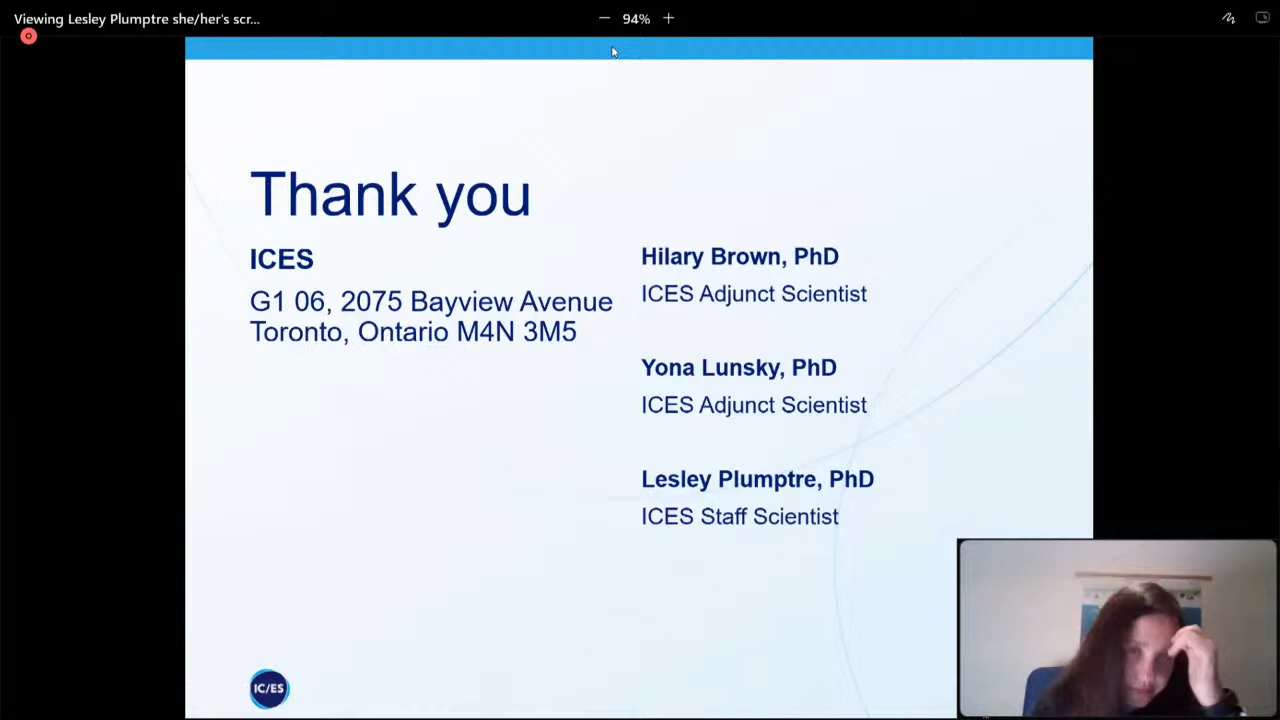 Viewing Lesley Plumptre she/her's scr...
94%
Thank you
ICES
G1 06, 2075 Bayview Avenue
Toronto, Ontario M4N 3M5
Hilary Brown, PhD
ICES Adjunct Scientist
Yona Lunsky, PhD
ICES Adjunct Scientist
Lesley Plumptre, PhD
ICES Staff Scientist
IC/ES